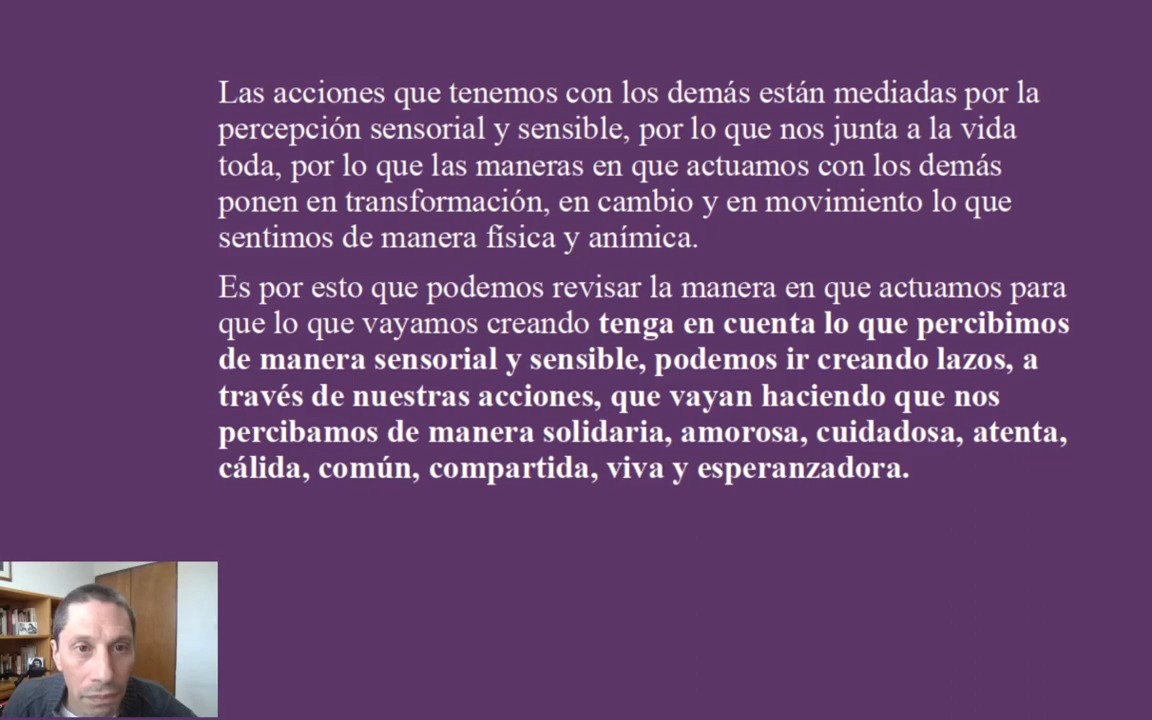 Las acciones que tenemos con los demás están mediadas por la
percepción sensorial y sensible, por lo que nos junta a la vida
toda, por lo que las maneras en que actuamos con los demás
ponen en transformación, en cambio y en movimiento lo que
sentimos de manera física y anímica.
Es por esto que podemos revisar la manera en que actuamos para
que lo que vayamos creando tenga en cuenta lo que percibimos
de manera sensorial y sensible, podemos ir creando lazos, a
través de nuestras acciones, que vayan haciendo que nos
percibamos de manera solidaria, amorosa, cuidadosa, atenta,
cálida, común, compartida, viva y esperanzadora.